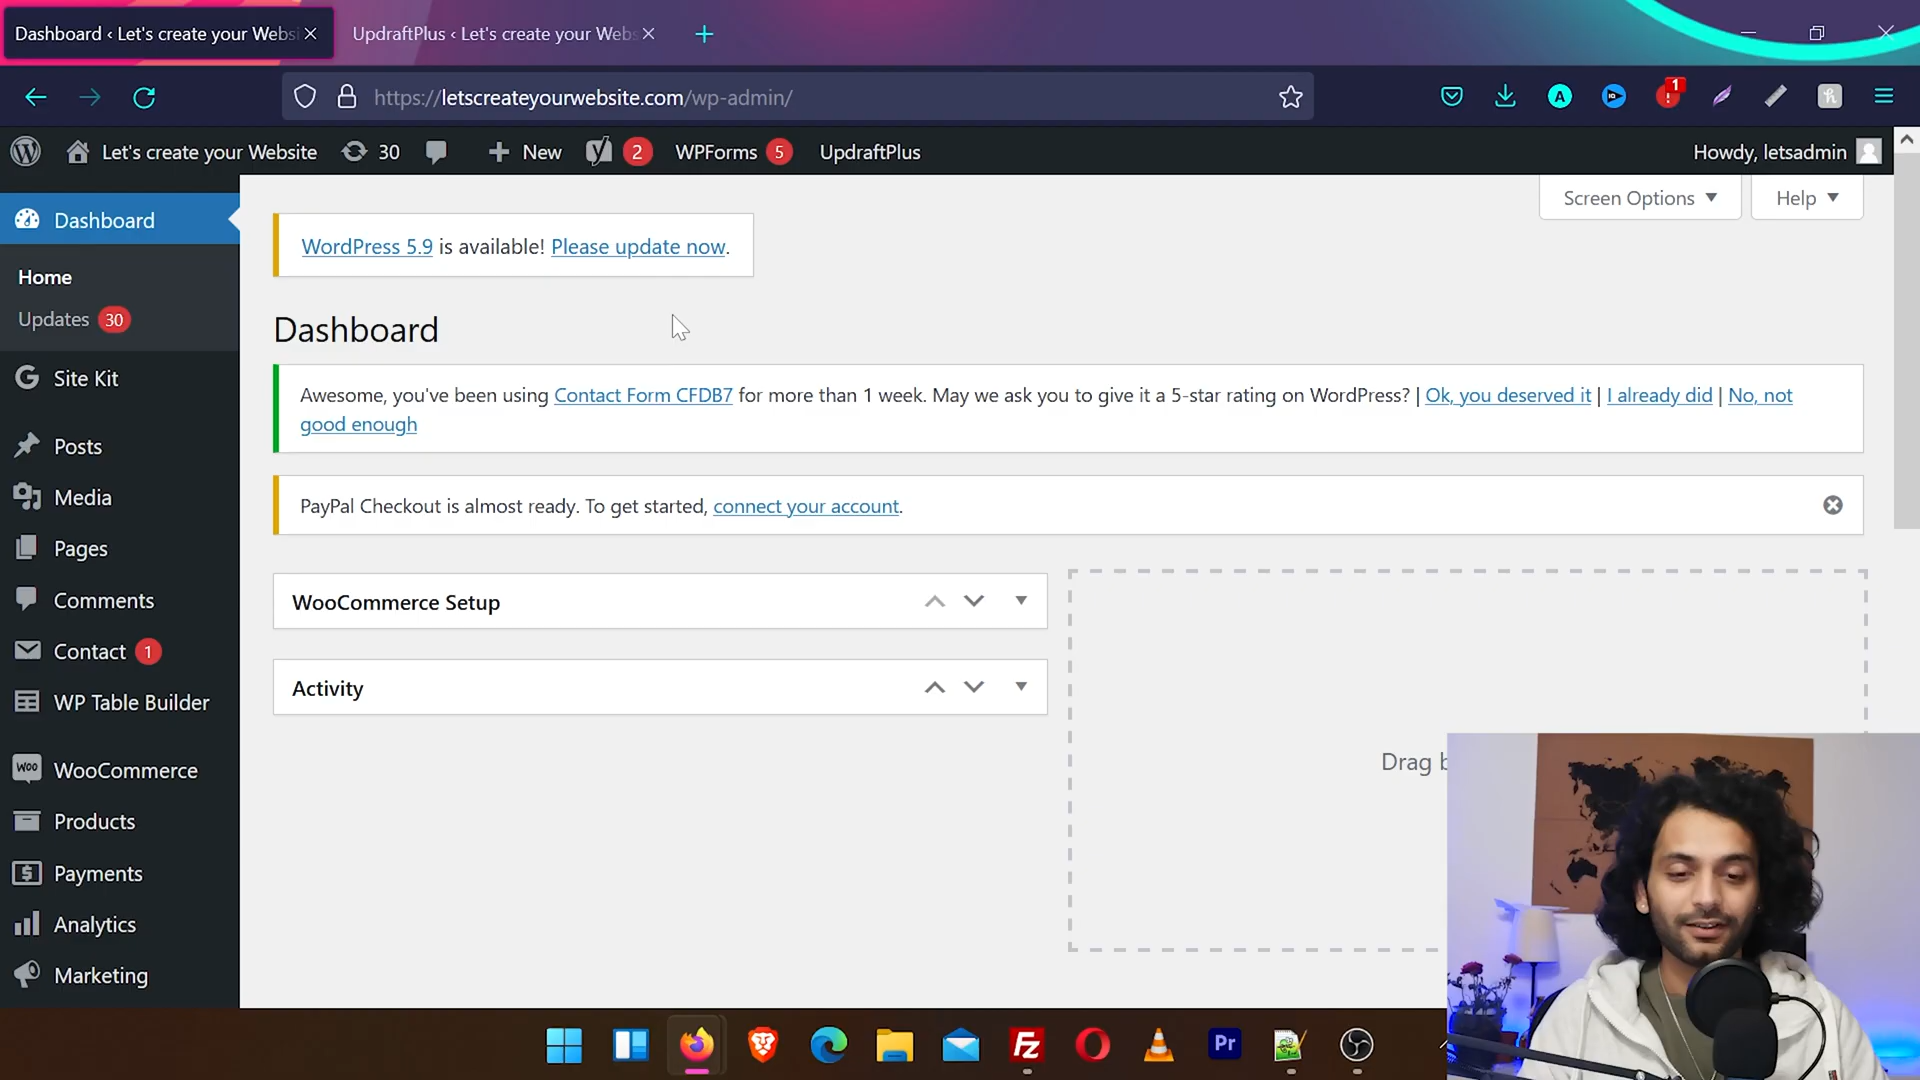 Dashboard ‹ Let's create your Websi
UpdraftPlus ‹ Let's create your Webs
https://letscreateyourwebsite.com/wp-admin/
1
Let's create your Website
30
New
2
WPForms 5
UpdraftPlus
Howdy, letsadmin
Screen Options
Help
Dashboard
Home
Updates 30
Site Kit
Posts
Media
Pages
Comments
Contact 1
WP Table Builder
WooCommerce
Products
Payments
Analytics
Marketing
WordPress 5.9 is available! Please update now.
Dashboard
Awesome, you've been using Contact Form CFDB7 for more than 1 week. May we ask you to give it a 5-star rating on WordPress? | Ok, you deserved it | I already did | No, not
good enough
PayPal Checkout is almost ready. To get started, connect your account.
WooCommerce Setup
Activity
Drag b
Fz
Pr